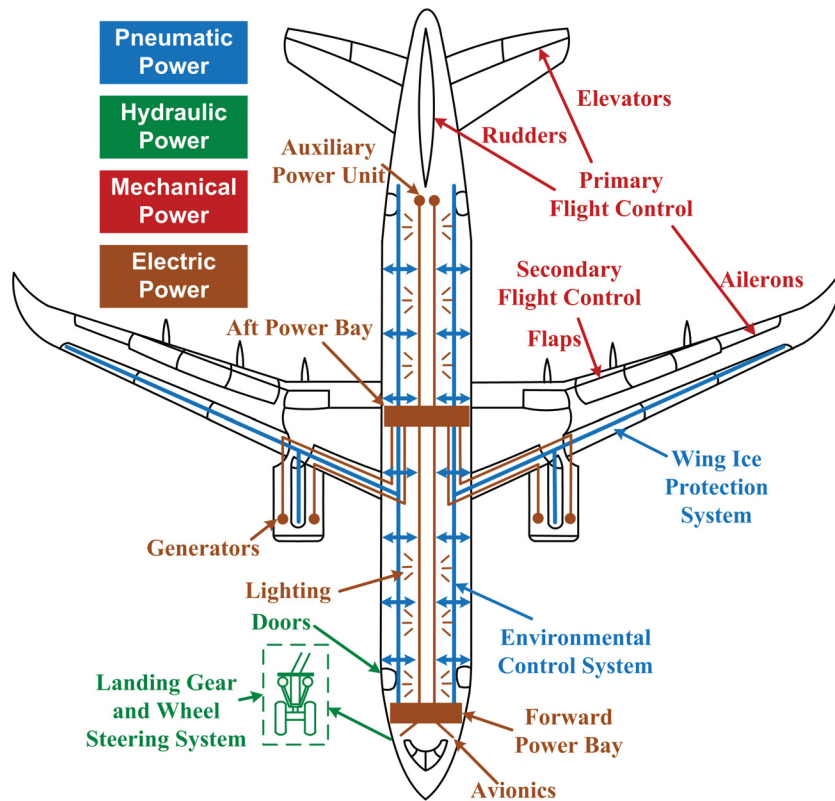 Pneumatic
Power
Hydraulic
Power
Mechanical
Power
Electric
Power
Elevators
Rudders
Auxiliary
Power Unit
Primary
Flight Control
Secondary
Flight Control
Ailerons
Aft Power Bay
Flaps
Wing Ice
Protection
System
Generators
Lighting
Doors
Environmental
Control System
Landing Gear
and Wheel
Steering System
Forward
Power Bay
Avionics